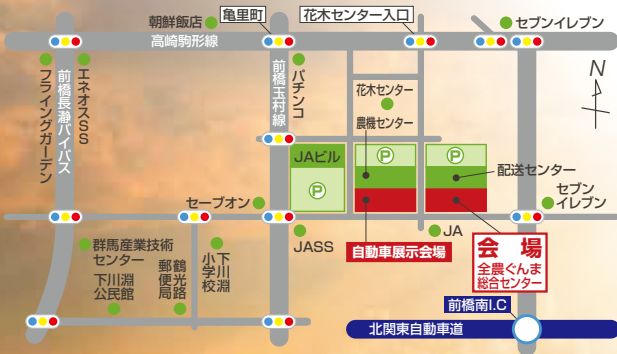 朝鮮飯店
亀里町
花木センター入口
セブンイレブン
高崎駒形線
N
フライングガーデン
前橋長瀞バイパス
エネオスSS
前橋玉村線
パチンコ
花木センター
農機センター
JAビル
P
P
P
配送センター
セーブオン
セブン
イレブン
JASS
自動車展示会場
JA
会場
全農ぐんま
総合センター
群馬産業技術
センター
下川淵
公民館
鶴光路
郵便局
下川淵
小学校
前橋南I.C
北関東自動車道